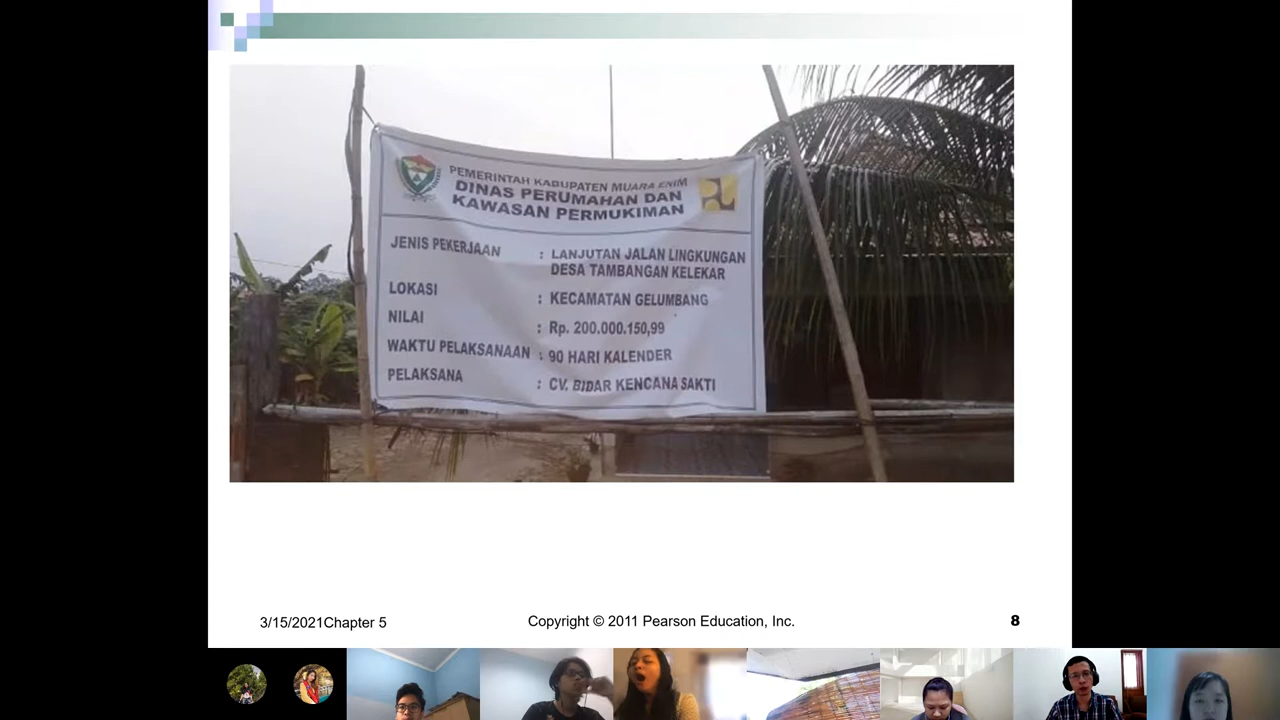 PEMERINTAH KABUPATEN MUARA ENIM
DINAS PERUMAHAN DAN
KAWASAN PERMUKIMAN
JENIS PEKERJAAN : LANJUTAN JALAN LINGKUNGAN
DESA TAMBANGAN KELEKAR
LOKASI : KECAMATAN GELUMBANG
NILAI : Rp. 200.000.150,99
WAKTU PELAKSANAAN : 90 HARI KALENDER
PELAKSANA : CV. BIDAR KENCANA SAKTI
3/15/2021Chapter 5 Copyright © 2011 Pearson Education, Inc. 8